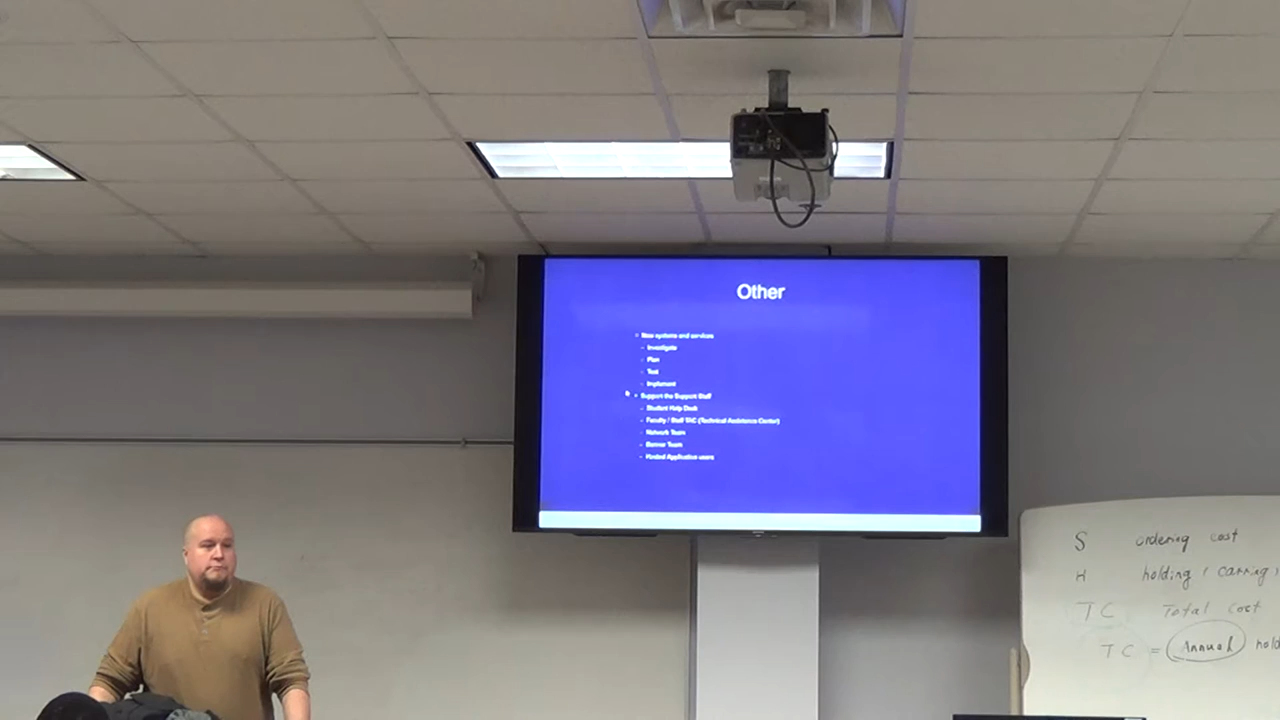 Other
New systems and services
Investigate
Plan
Test
Implement
Support the Support Staff
Student Help Desk
Faculty / Staff TAC (Technical Assistance Center)
Network Team
Banner Team
Hosted Application users
S ordering cost
H holding (carrying)
TC Total cost
TC = Annual hold